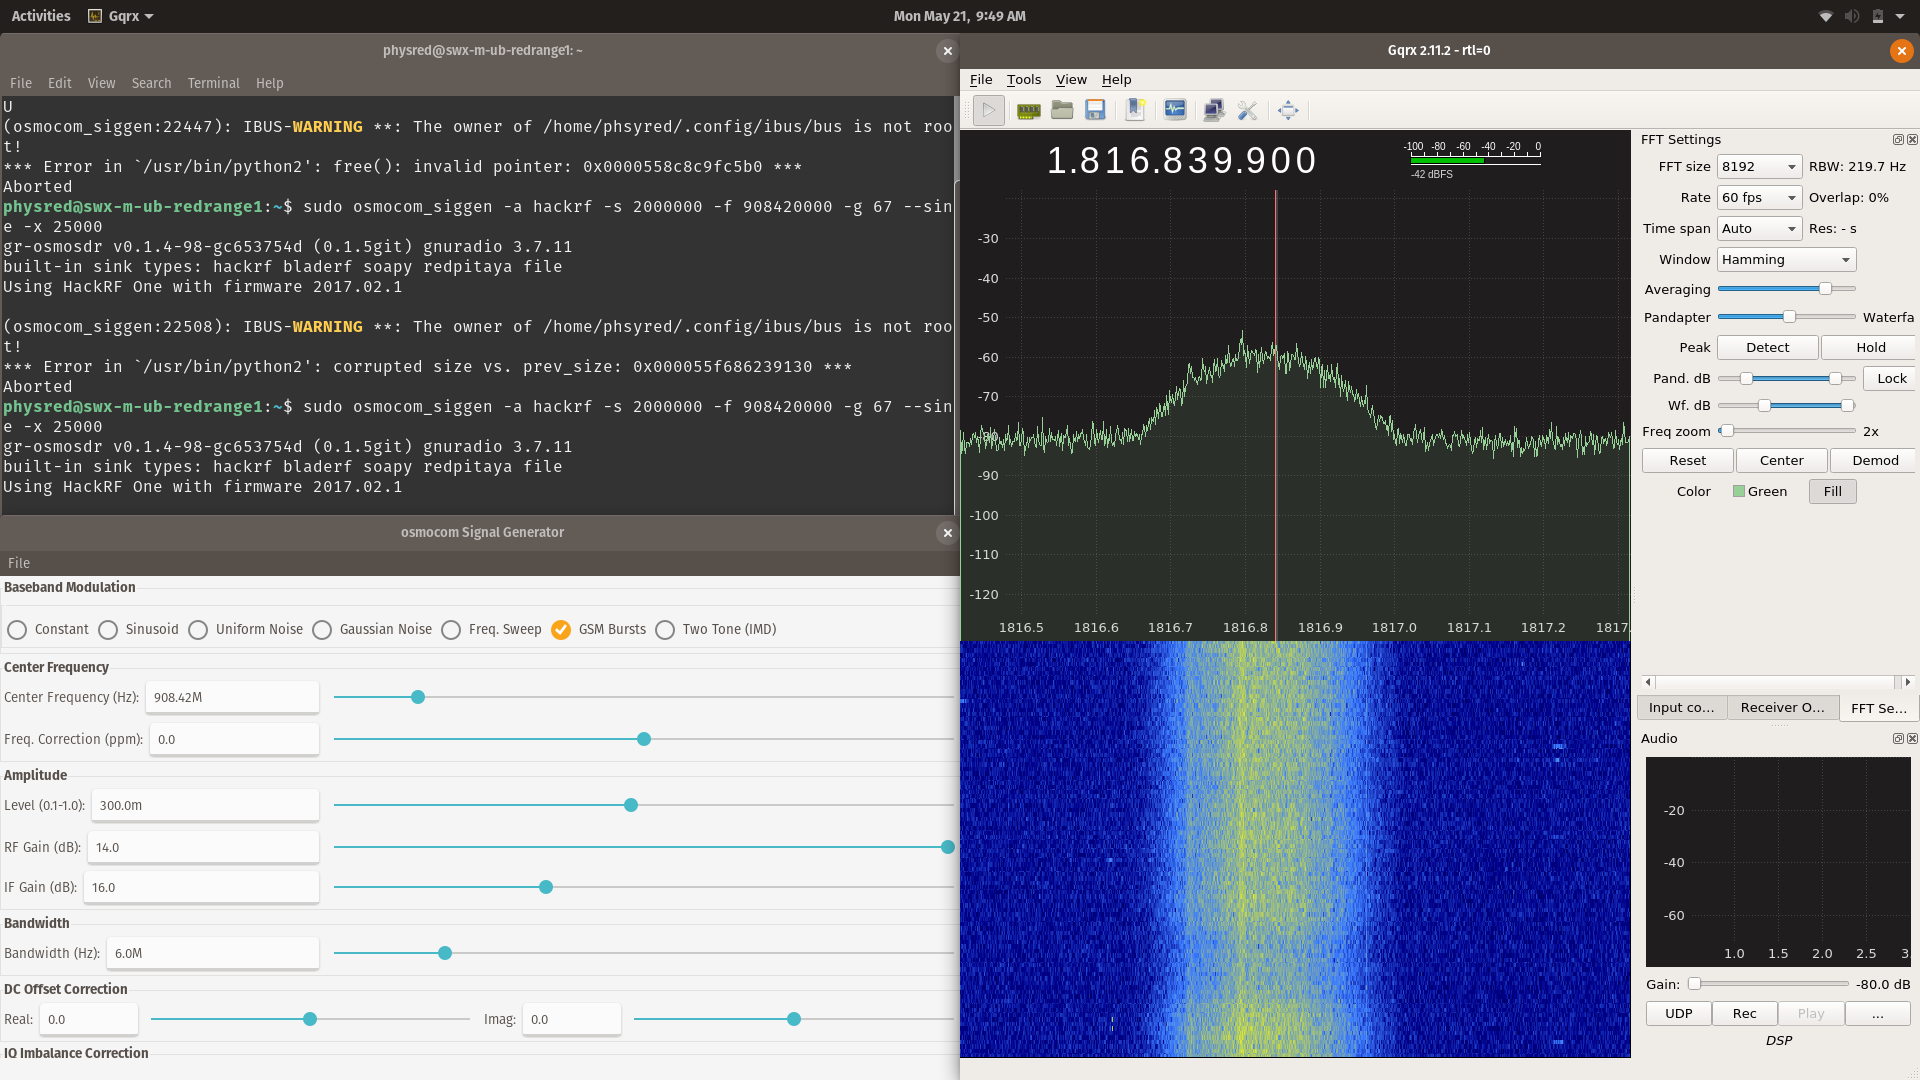 Activities Gqrx Mon May 21, 9:49 AM
physred@swx-m-ub-redrange1: ~
File Edit View Search Terminal Help
U
(osmocom_siggen:22447): IBUS-WARNING **: The owner of /home/phsyred/.config/ibus/bus is not roo
t!
*** Error in `/usr/bin/python2': free(): invalid pointer: 0x0000558c8c9fc5b0 ***
Aborted
physred@swx-m-ub-redrange1:~$ sudo osmocom_siggen -a hackrf -s 2000000 -f 908420000 -g 67 --sin
e -x 25000
gr-osmosdr v0.1.4-98-gc653754d (0.1.5git) gnuradio 3.7.11
built-in sink types: hackrf bladerf soapy redpitaya file
Using HackRF One with firmware 2017.02.1
(osmocom_siggen:22508): IBUS-WARNING **: The owner of /home/phsyred/.config/ibus/bus is not roo
t!
*** Error in `/usr/bin/python2': corrupted size vs. prev_size: 0x000055f686239130 ***
Aborted
physred@swx-m-ub-redrange1:~$ sudo osmocom_siggen -a hackrf -s 2000000 -f 908420000 -g 67 --sin
e -x 25000
gr-osmosdr v0.1.4-98-gc653754d (0.1.5git) gnuradio 3.7.11
built-in sink types: hackrf bladerf soapy redpitaya file
Using HackRF One with firmware 2017.02.1
osmocom Signal Generator
File
Baseband Modulation
Constant Sinusoid Uniform Noise Gaussian Noise Freq. Sweep GSM Bursts Two Tone (IMD)
Center Frequency
Center Frequency (Hz): 908.42M
Freq. Correction (ppm): 0.0
Amplitude
Level (0.1-1.0): 300.0m
RF Gain (dB): 14.0
IF Gain (dB): 16.0
Bandwidth
Bandwidth (Hz): 6.0M
DC Offset Correction
Real: 0.0 Imag: 0.0
IQ Imbalance Correction
Gqrx 2.11.2 - rtl=0
File Tools View Help
1.816.839.900
-100 -80 -60 -40 -20 0
-42 dBFS
-30
-40
-50
-60
-70
-80
-90
-100
-110
-120
1816.5 1816.6 1816.7 1816.8 1816.9 1817.0 1817.1 1817.2 1817.
FFT Settings
FFT size 8192 RBW: 219.7 Hz
Rate 60 fps Overlap: 0%
Time span Auto Res: - s
Window Hamming
Averaging
Pandapter Waterfa
Peak Detect Hold
Pand. dB Lock
Wf. dB
Freq zoom 2x
Reset Center Demod
Color Green Fill
Input co... Receiver O... FFT Se...
Audio
-20
-40
-60
1.0 1.5 2.0 2.5 3.
Gain: -80.0 dB
UDP Rec Play ...
DSP